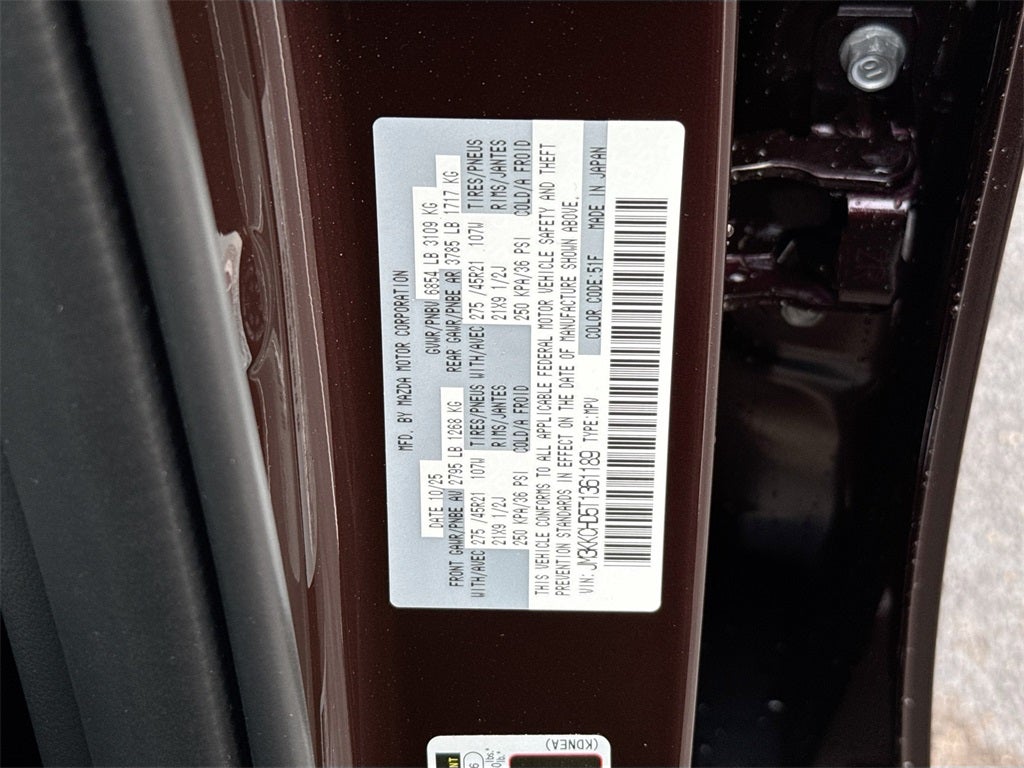 MFD. BY MAZDA MOTOR CORPORATION
DATE 10/25 GVWR/PNBV 6854 LB 3109 KG
FRONT GAWR/PNBE AV 2795 LB 1268 KG REAR GAWR/PNBE AR 3785 LB 1717 KG
WITH/AVEC 275 /45R21 107W TIRES/PNEUS WITH/AVEC 275 /45R21 107W TIRES/PNEUS
21X9 1/2J RIMS/JANTES 21X9 1/2J RIMS/JANTES
250 KPA/36 PSI COLD/A FROID 250 KPA/36 PSI COLD/A FROID
THIS VEHICLE CONFORMS TO ALL APPLICABLE FEDERAL MOTOR VEHICLE SAFETY AND THEFT
PREVENTION STANDARDS IN EFFECT ON THE DATE OF MANUFACTURE SHOWN ABOVE.
VIN: JM3KKCHD5T1361189 TYPE:MPV COLOR CODE:51F MADE IN JAPAN
(KDNEA)